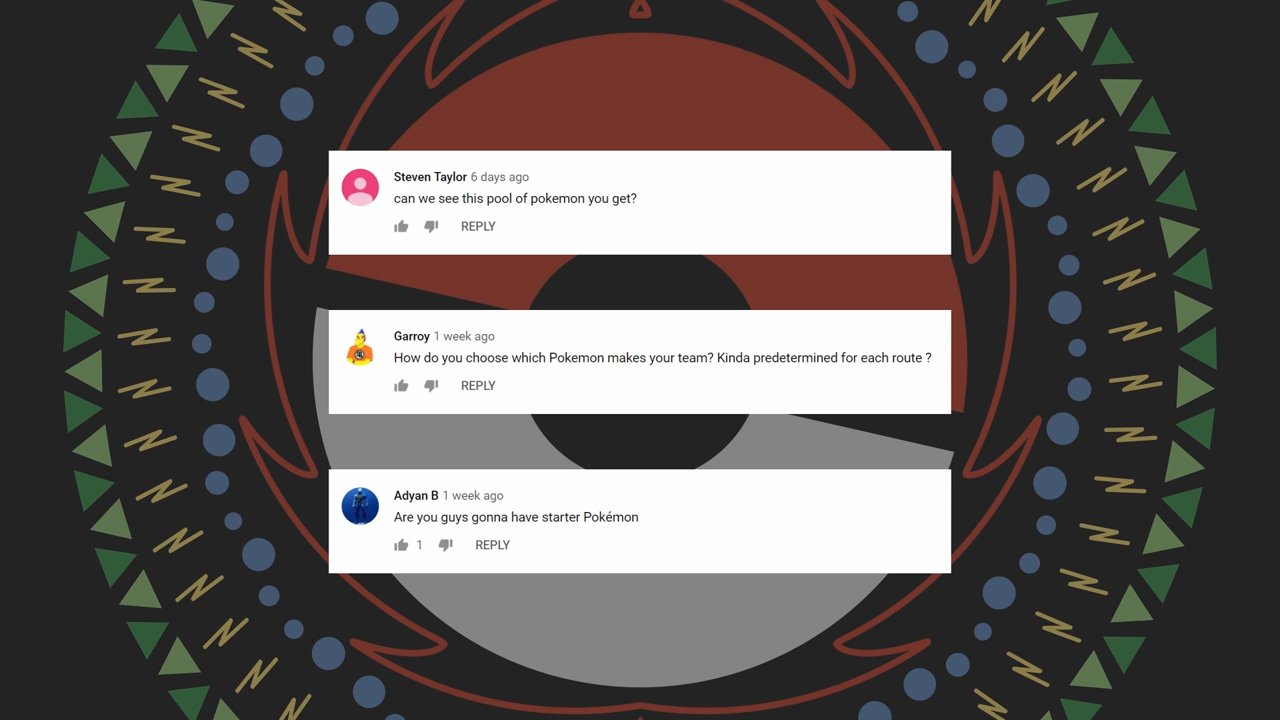 Steven Taylor 6 days ago
can we see this pool of pokemon you get?
REPLY
Garroy 1 week ago
How do you choose which Pokemon makes your team? Kinda predetermined for each route ?
REPLY
Adyan B 1 week ago
Are you guys gonna have starter Pokémon
1 REPLY